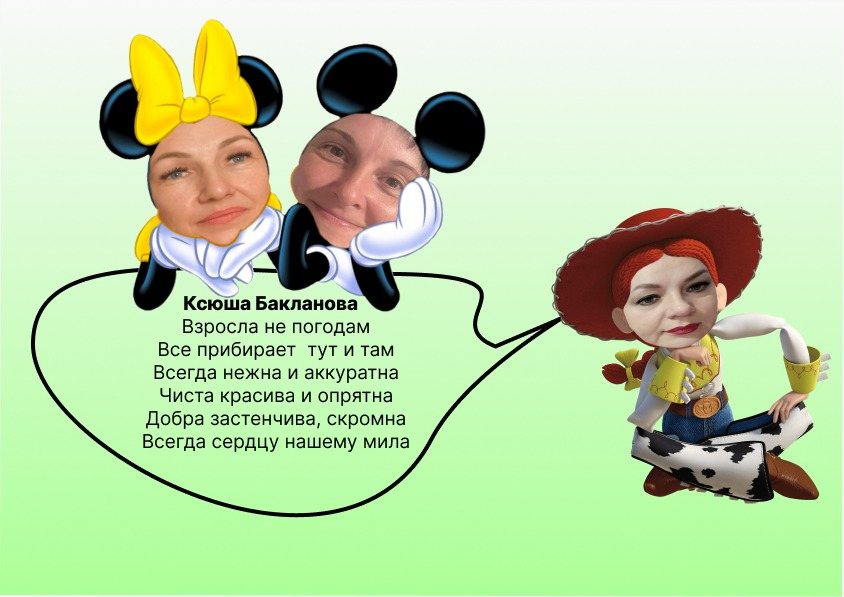 Ксюша Бакланова
Взросла не погодам
Все прибирает  тут и там
Всегда нежна и аккуратна
Чиста красива и опрятна
Добра застенчива, скромна
Всегда сердцу нашему мила